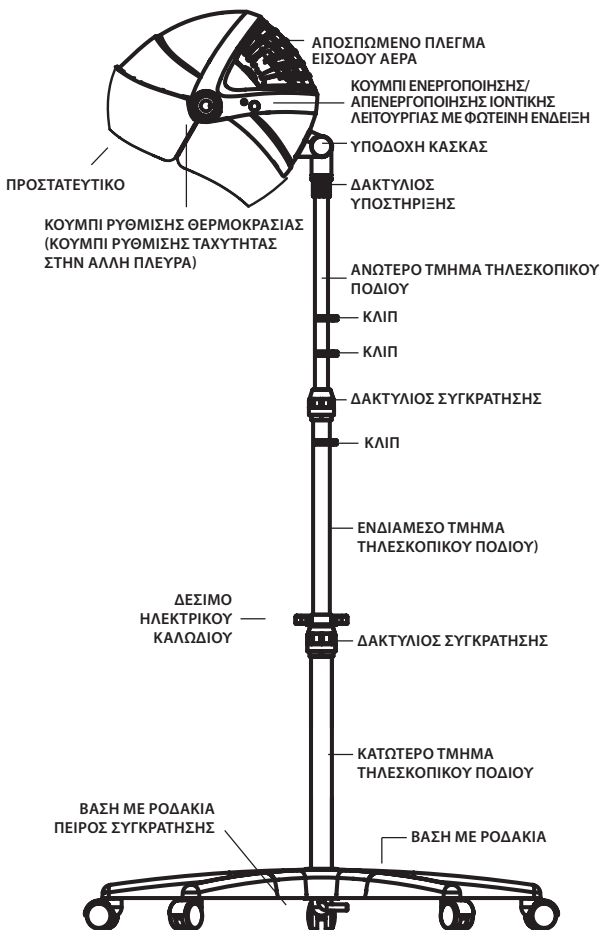 ΑΠΟΣΠΩΜΕΝΟ ΠΛΕΓΜΑ
ΕΙΣΟΔΟΥ ΑΕΡΑ
ΚΟΥΜΠΙ ΕΝΕΡΓΟΠΟΙΗΣΗΣ/
ΑΠΕΝΕΡΓΟΠΟΙΗΣΗΣ ΙΟΝΤΙΚΗΣ
ΛΕΙΤΟΥΡΓΙΑΣ ΜΕ ΦΩΤΕΙΝΗ ΕΝΔΕΙΞΗ
ΥΠΟΔΟΧΗ ΚΑΣΚΑΣ
ΠΡΟΣΤΑΤΕΥΤΙΚΟ
ΔΑΚΤΥΛΙΟΣ
ΥΠΟΣΤΗΡΙΞΗΣ
ΚΟΥΜΠΙ ΡΥΘΜΙΣΗΣ ΘΕΡΜΟΚΡΑΣΙΑΣ
(ΚΟΥΜΠΙ ΡΥΘΜΙΣΗΣ ΤΑΧΥΤΗΤΑΣ
ΣΤΗΝ ΑΛΛΗ ΠΛΕΥΡΑ)
ΑΝΩΤΕΡΟ ΤΜΗΜΑ ΤΗΛΕΣΚΟΠΙΚΟΥ
ΠΟΔΙΟΥ
ΚΛΙΠ
ΚΛΙΠ
ΔΑΚΤΥΛΙΟΣ ΣΥΓΚΡΑΤΗΣΗΣ
ΚΛΙΠ
ΕΝΔΙΑΜΕΣΟ ΤΜΗΜΑ
ΤΗΛΕΣΚΟΠΙΚΟΥ ΠΟΔΙΟΥ)
ΔΕΣΙΜΟ
ΗΛΕΚΤΡΙΚΟΥ
ΚΑΛΩΔΙΟΥ
ΔΑΚΤΥΛΙΟΣ ΣΥΓΚΡΑΤΗΣΗΣ
ΚΑΤΩΤΕΡΟ ΤΜΗΜΑ
ΤΗΛΕΣΚΟΠΙΚΟΥ ΠΟΔΙΟΥ
ΒΑΣΗ ΜΕ ΡΟΔΑΚΙΑ
ΠΕΙΡΟΣ ΣΥΓΚΡΑΤΗΣΗΣ
ΒΑΣΗ ΜΕ ΡΟΔΑΚΙΑ